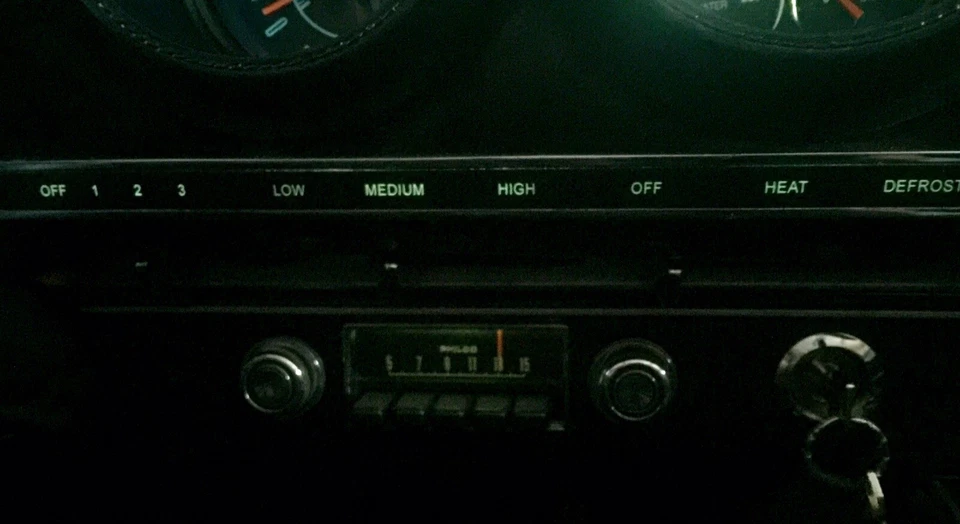 OFF 1 2 3 LOW MEDIUM HIGH OFF HEAT DEFROST
PHILCO
5 7 9 11 13 15